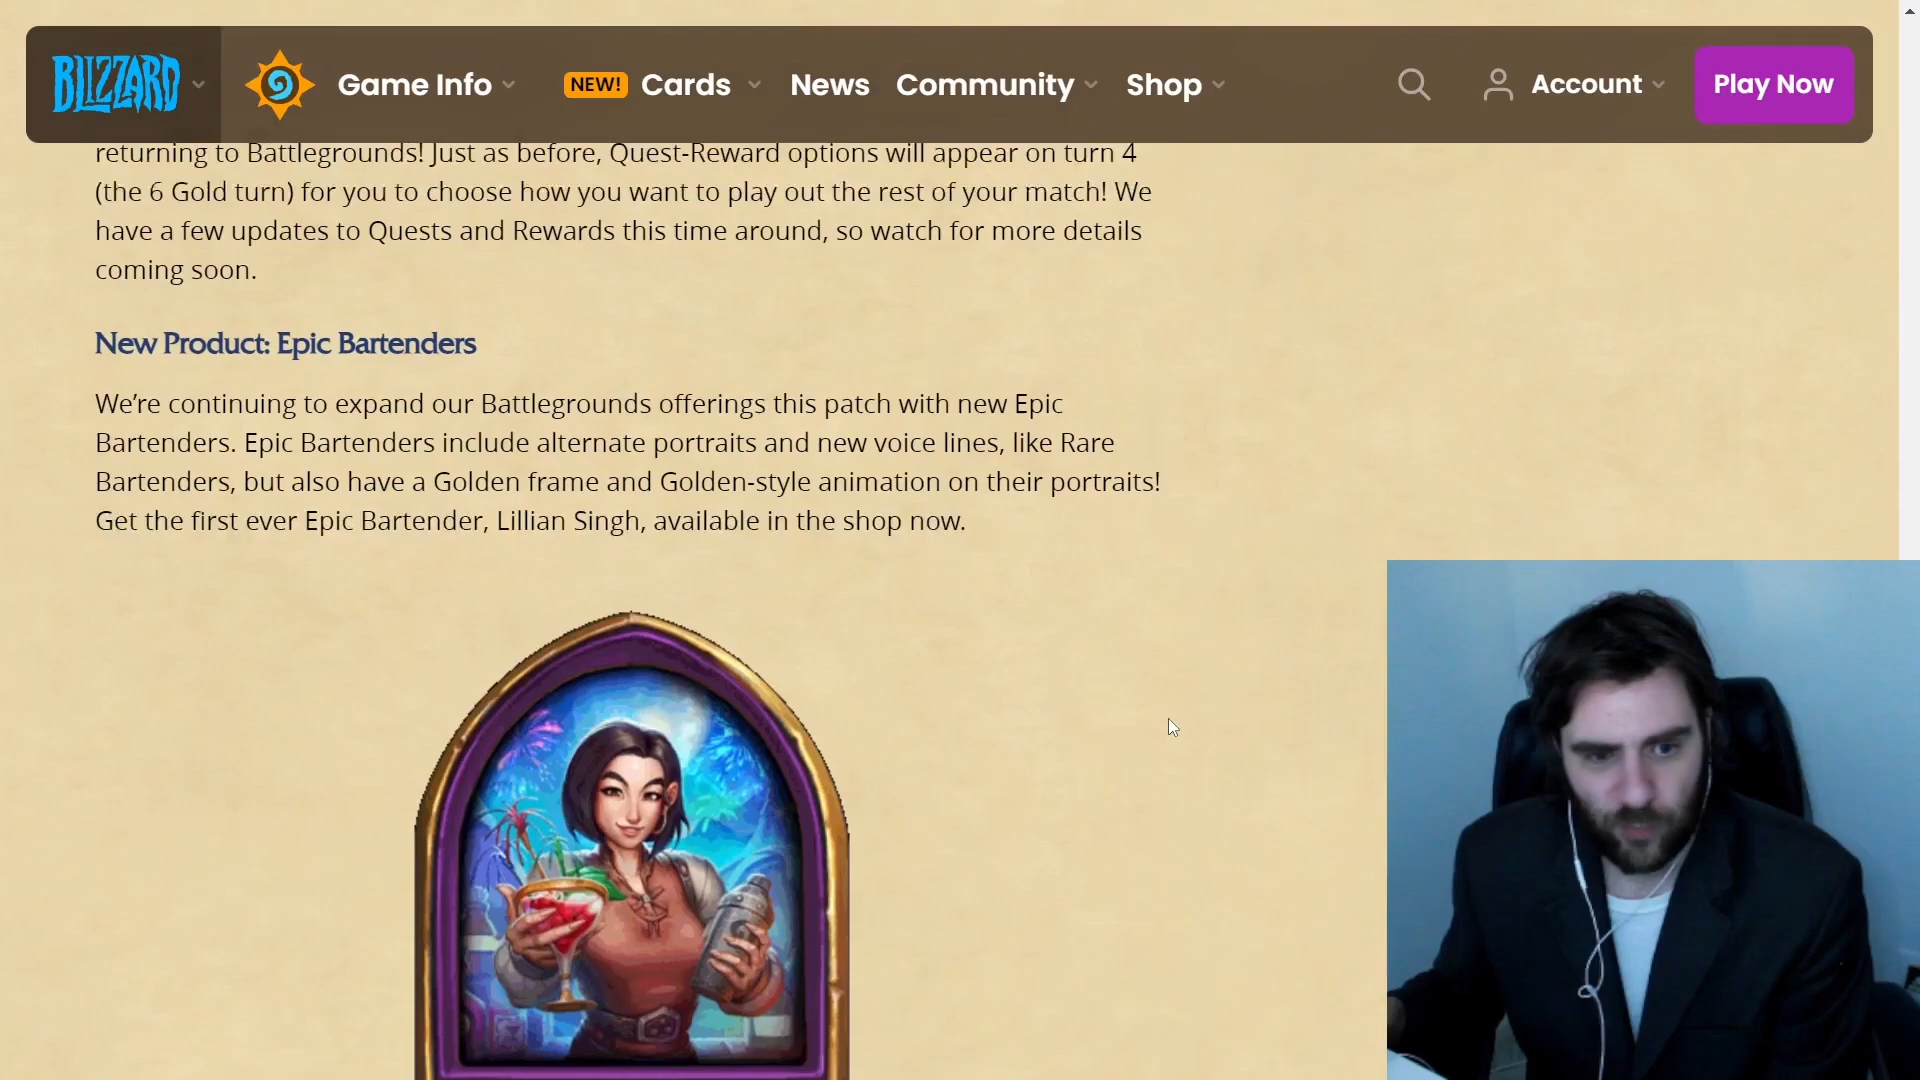 BLIZZARD
Game Info
NEW! Cards
News
Community
Shop
Account
Play Now
returning to Battlegrounds! Just as before, Quest-Reward options will appear on turn 4
(the 6 Gold turn) for you to choose how you want to play out the rest of your match! We
have a few updates to Quests and Rewards this time around, so watch for more details
coming soon.
New Product: Epic Bartenders
We’re continuing to expand our Battlegrounds offerings this patch with new Epic
Bartenders. Epic Bartenders include alternate portraits and new voice lines, like Rare
Bartenders, but also have a Golden frame and Golden-style animation on their portraits!
Get the first ever Epic Bartender, Lillian Singh, available in the shop now.